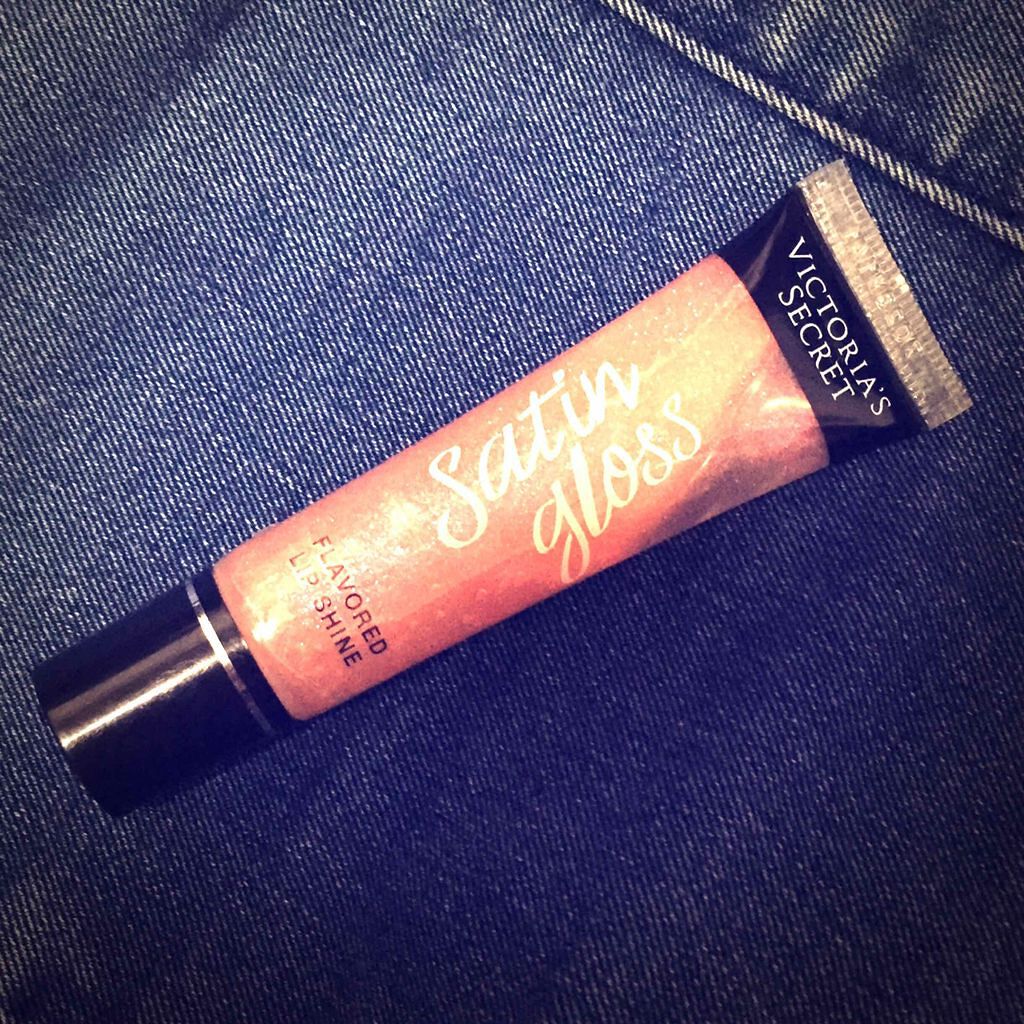 VICTORIA'S
SECRET
Satin
gloss
FLAVORED
LIP SHINE